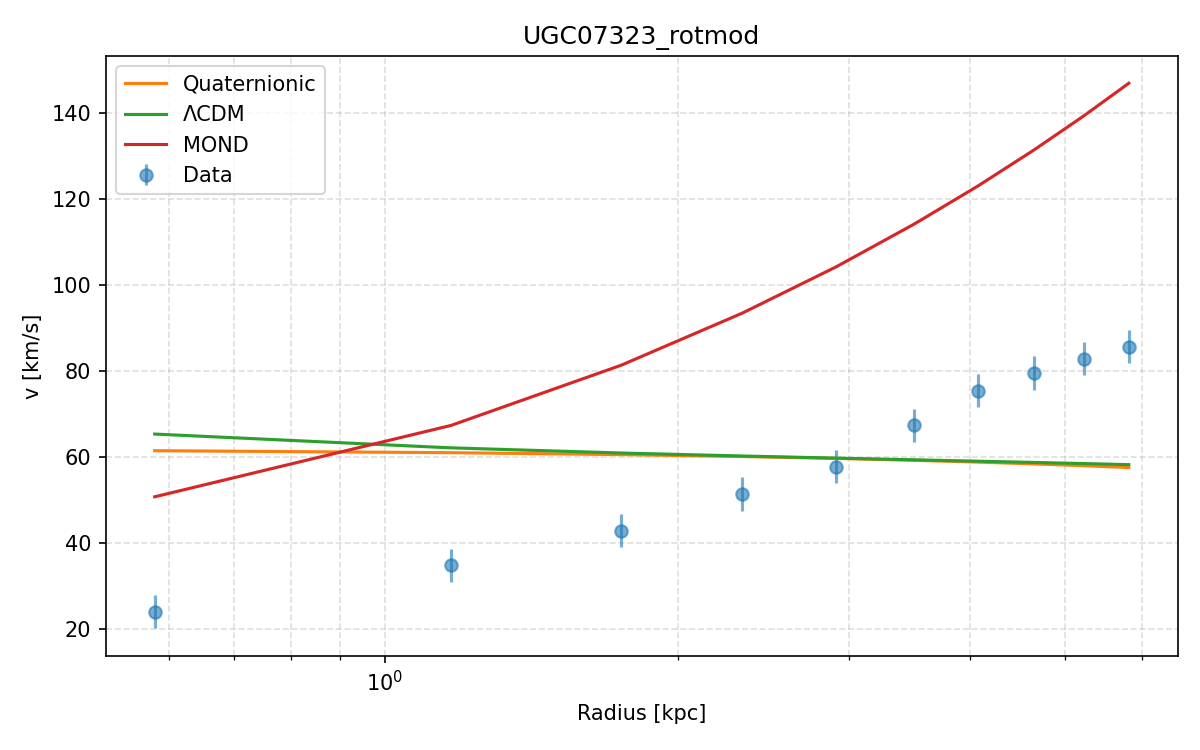 UGC07323_rotmod
Quaternionic
ΛCDM
MOND
Data
140
120
100
80
60
40
20
v [km/s]
10⁰
Radius [kpc]